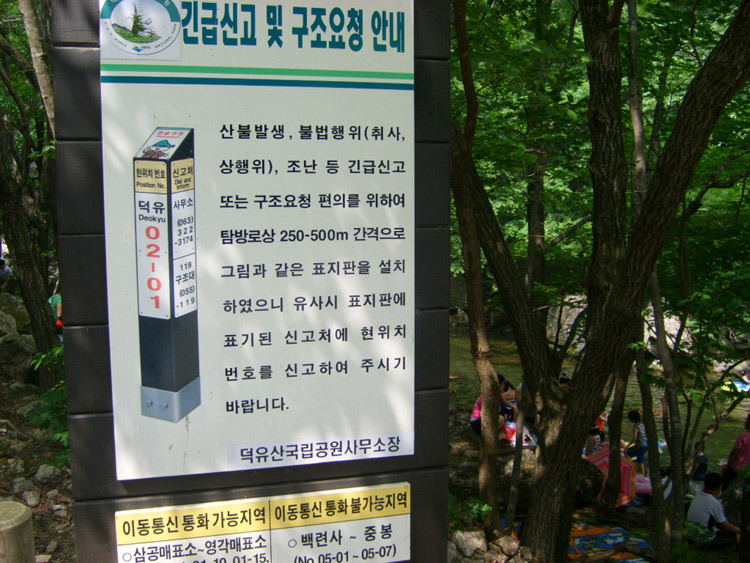 긴급신고 및 구조요청 안내
산불발생, 불법행위(취사,
상행위), 조난 등 긴급신고
또는 구조요청 편의를 위하여
탐방로상 250-500m 간격으로
그림과 같은 표지판을 설치
하였으니 유사시 표지판에
표기된 신고처에 현위치
번호를 신고하여 주시기
바랍니다.
덕유산국립공원사무소장
현위치 번호
Position No.
덕유
Deokyu
02-01
신고처
Dial and
Inform
사무소
(063)
322
-3174
119
구조대
(055)
-119
이동통신 통화 가능지역
이동통신 통화 불가능지역
○ 삼공매표소~영각매표소
01-10, 01-15,
○ 백련사 ~ 중봉
(No 05-01 ~ 05-07)